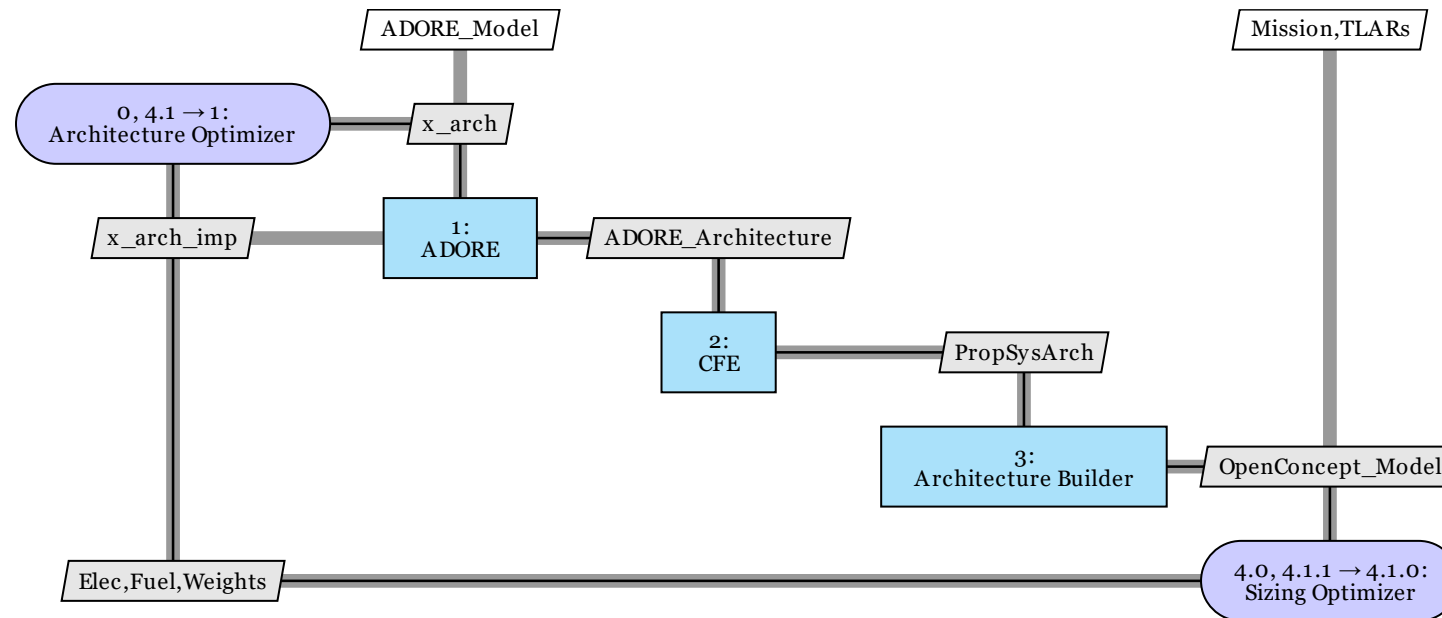 ADORE_Model
Mission,TLARs
0, 4.1 → 1:
Architecture Optimizer
x_arch
x_arch_imp
1:
ADORE
ADORE_Architecture
2:
CFE
PropSysArch
3:
Architecture Builder
OpenConcept_Model
Elec,Fuel,Weights
4.0, 4.1.1 → 4.1.0:
Sizing Optimizer